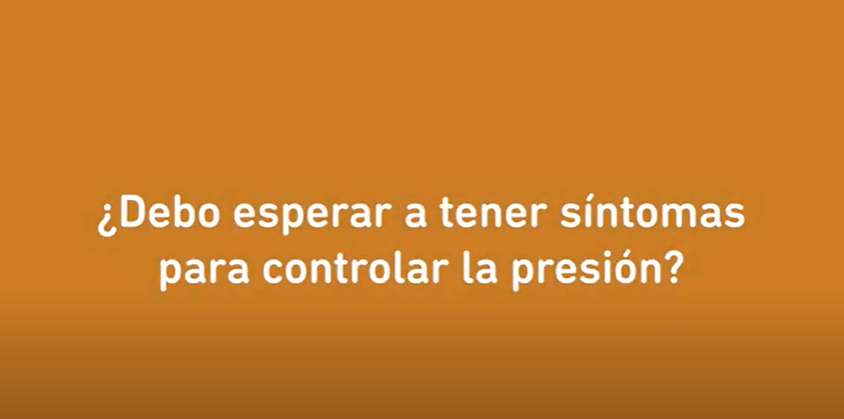 ¿Debo esperar a tener síntomas
para controlar la presión?